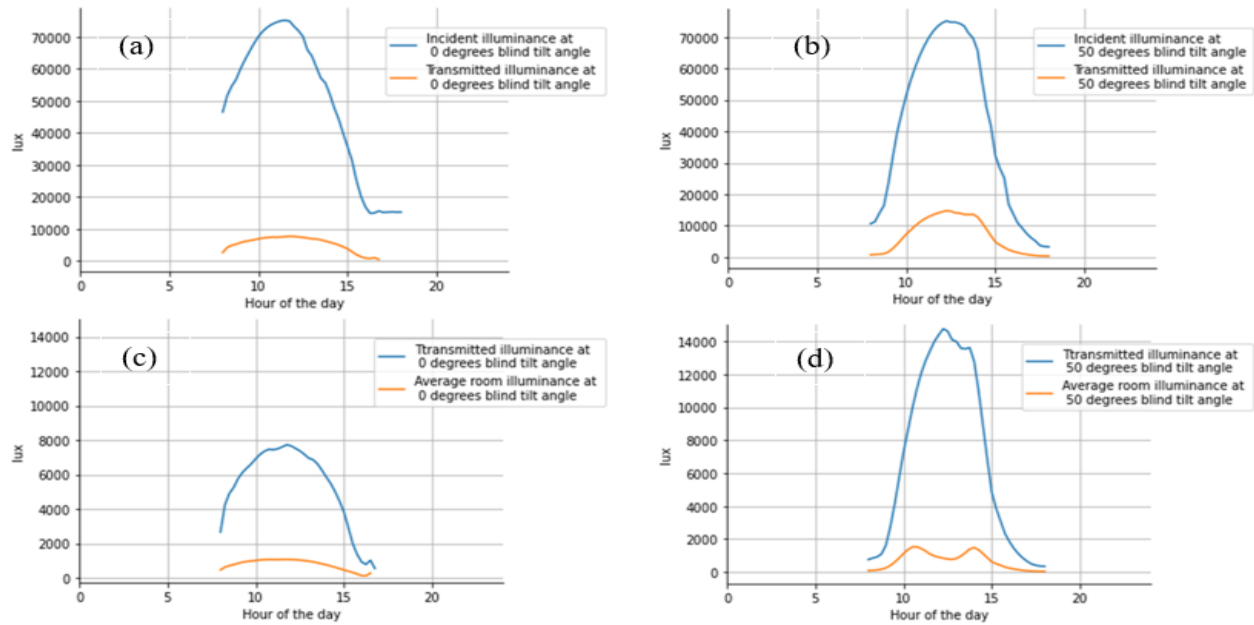 (a)
70000
60000
50000
40000
30000
20000
10000
0
lux
0 5 10 15 20
Hour of the day
Incident illuminance at
0 degrees blind tilt angle
Transmitted illuminance at
0 degrees blind tilt angle
(b)
70000
60000
50000
40000
30000
20000
10000
0
lux
0 5 10 15 20
Hour of the day
Incident illuminance at
50 degrees blind tilt angle
Transmitted illuminance at
50 degrees blind tilt angle
(c)
14000
12000
10000
8000
6000
4000
2000
0
lux
0 5 10 15 20
Hour of the day
Ttransmitted illuminance at
0 degrees blind tilt angle
Average room illuminance at
0 degrees blind tilt angle
(d)
14000
12000
10000
8000
6000
4000
2000
0
lux
0 5 10 15 20
Hour of the day
Ttransmitted illuminance at
50 degrees blind tilt angle
Average room illuminance at
50 degrees blind tilt angle